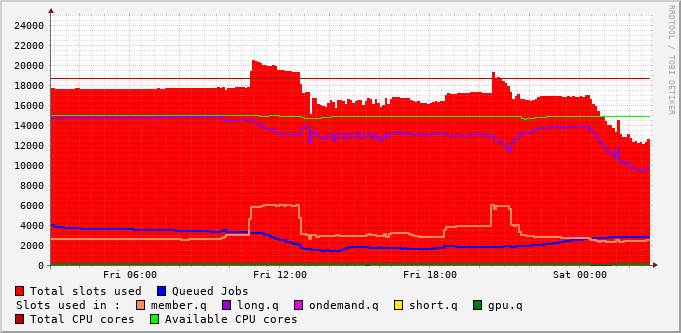 RRDTOOL / TOBI OETIKER
24000
22000
20000
18000
16000
14000
12000
10000
8000
6000
4000
2000
0
Fri 06:00 Fri 12:00 Fri 18:00 Sat 00:00
Total slots used Queued Jobs
Slots used in : member.q long.q ondemand.q short.q gpu.q
Total CPU cores Available CPU cores